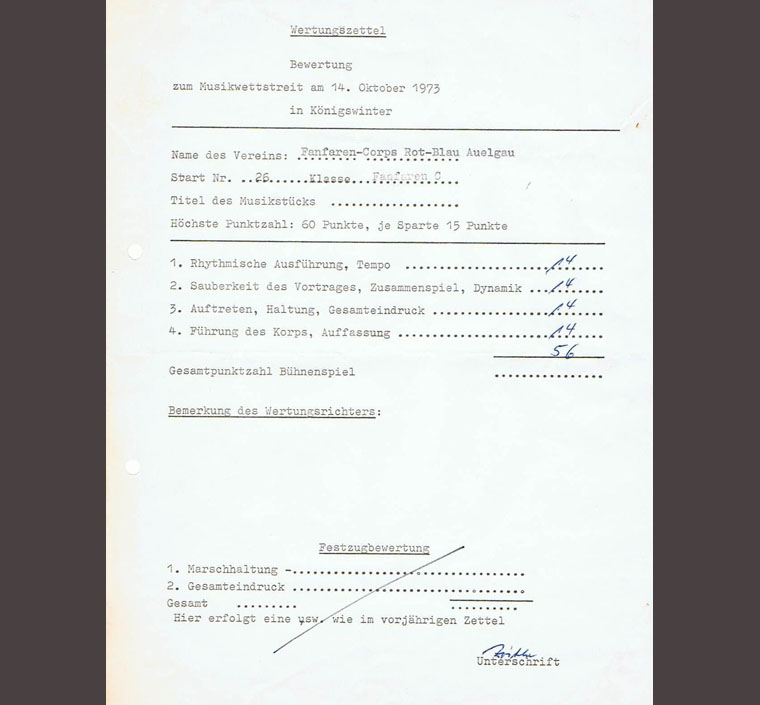 Wertungszettel
Bewertung
zum Musikwettstreit am 14. Oktober 1973
in Königswinter
Name des Vereins: Fanfaren-Corps Rot-Blau Auelgau
Start Nr. ..26......Klasse...Fanfaren C...
Titel des Musikstücks ...................
Höchste Punktzahl: 60 Punkte, je Sparte 15 Punkte
1. Rhythmische Ausführung, Tempo ..................14....
2. Sauberkeit des Vortrages, Zusammenspiel, Dynamik ...14....
3. Auftreten, Haltung, Gesamteindruck ...............14....
4. Führung des Korps, Auffassung ....................14....
56
Gesamtpunktzahl Bühnenspiel ................
Bemerkung des Wertungsrichters:
Festzugbewertung
1. Marschhaltung -..................................
2. Gesamteindruck ..................................
Gesamt ......... ..........
Hier erfolgt eine usw. wie im vorjährigen Zettel
Unterschrift